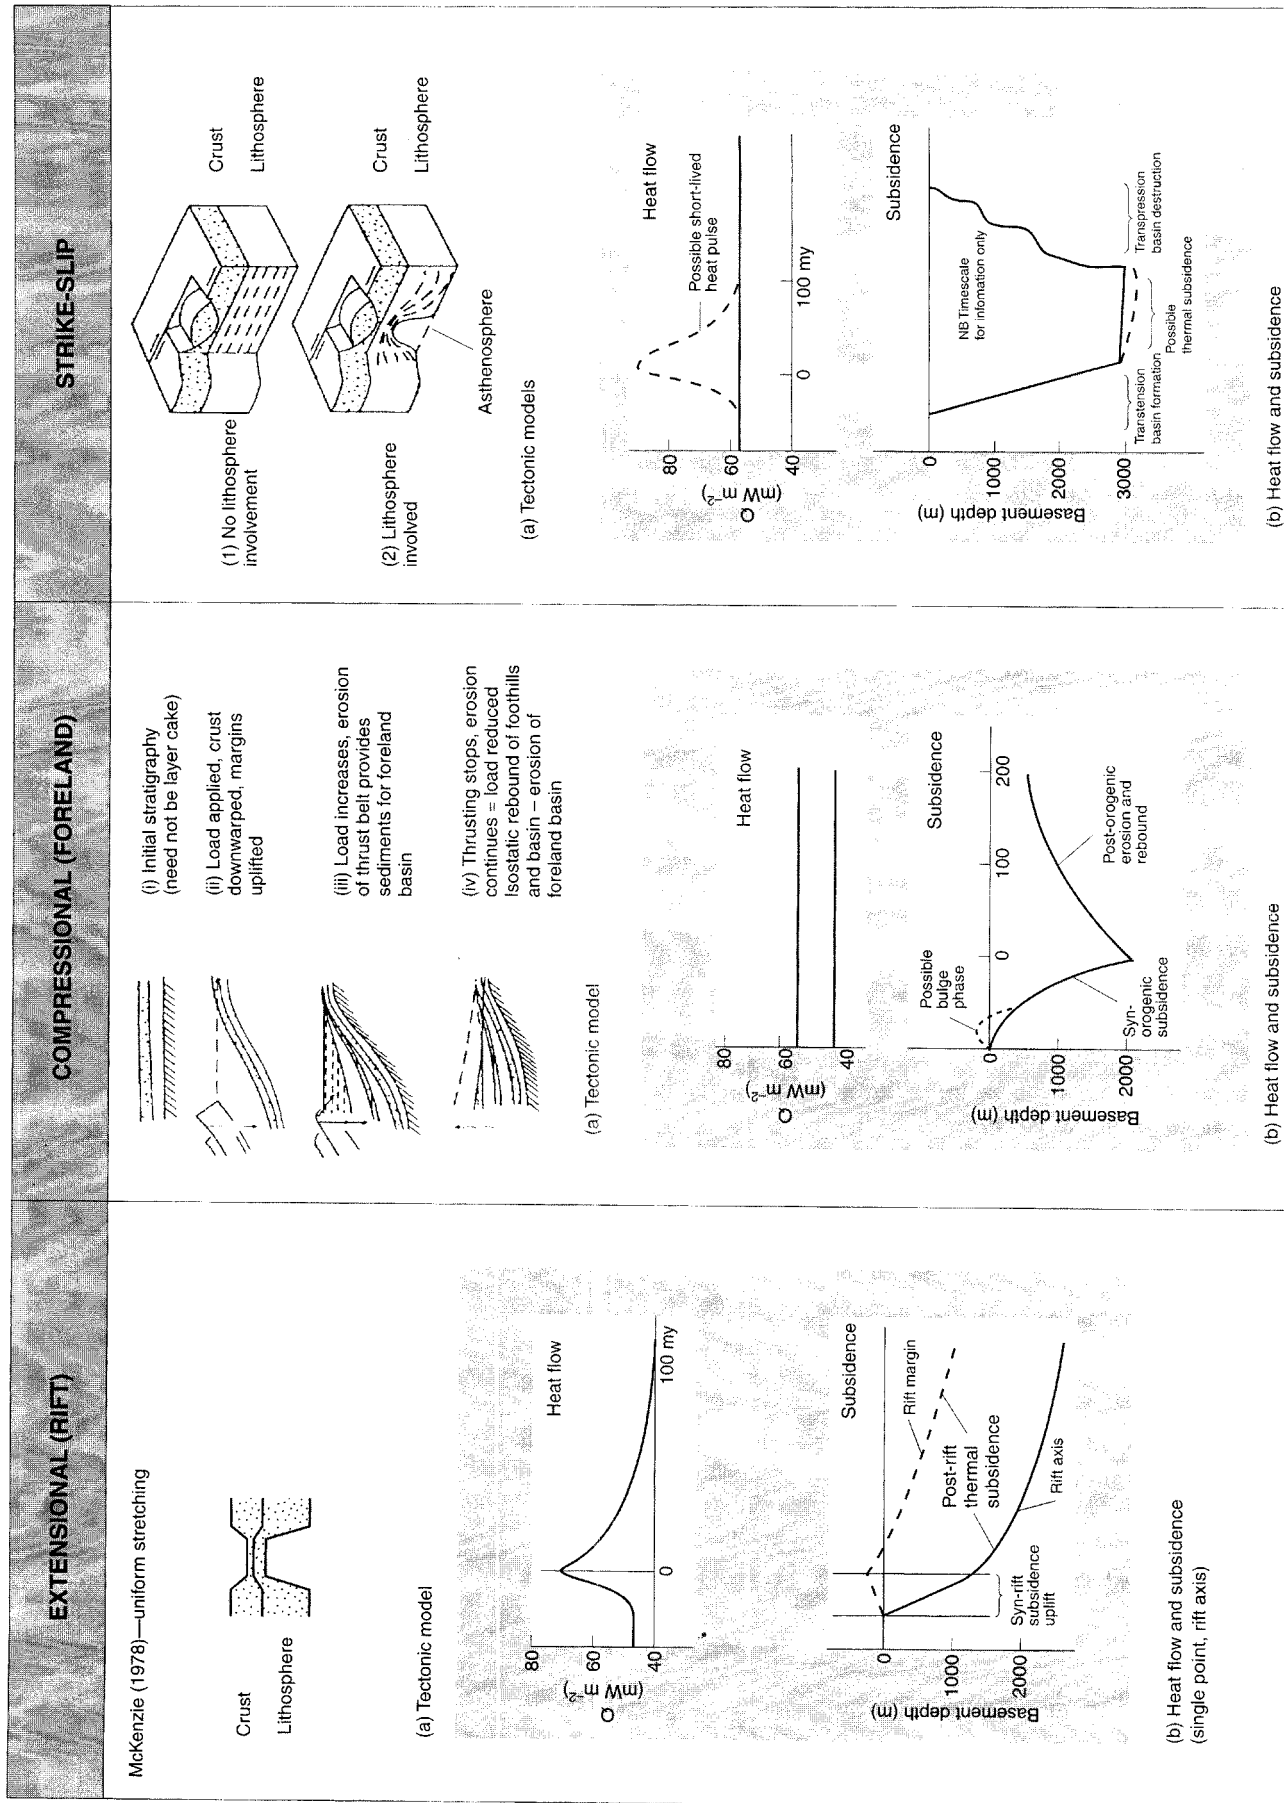 EXTENSIONAL (RIFT)
McKenzie (1978)—uniform stretching
Crust
Lithosphere
(a) Tectonic model
Heat flow
80
60
40
Q
(mW m⁻²)
0
100 my
Subsidence
0
1000
2000
Basement depth (m)
Rift margin
Post-rift
thermal
subsidence
Rift axis
Syn-rift
subsidence
uplift
(b) Heat flow and subsidence
(single point, rift axis)
COMPRESSIONAL (FORELAND)
(i) Initial stratigraphy
(need not be layer cake)
(ii) Load applied, crust
downwarped, margins
uplifted
(iii) Load increases, erosion
of thrust belt provides
sediments for foreland
basin
(iv) Thrusting stops, erosion
continues = load reduced
Isostatic rebound of foothills
and basin – erosion of
foreland basin
(a) Tectonic model
Heat flow
80
60
40
Q
(mW m⁻²)
Subsidence
Possible
bulge
phase
0
100
200
0
1000
2000
Basement depth (m)
Syn-
orogenic
subsidence
Post-orogenic
erosion and
rebound
(b) Heat flow and subsidence
STRIKE-SLIP
(1) No lithosphere
involvement
Crust
Lithosphere
(2) Lithosphere
involved
Crust
Lithosphere
Asthenosphere
(a) Tectonic models
Heat flow
Possible short-lived
heat pulse
80
60
40
Q
(mW m⁻²)
0
100 my
Subsidence
0
1000
2000
3000
Basement depth (m)
NB Timescale
for infomation only
Transtension
basin formation
Possible
thermal subsidence
Transpression
basin destruction
(b) Heat flow and subsidence